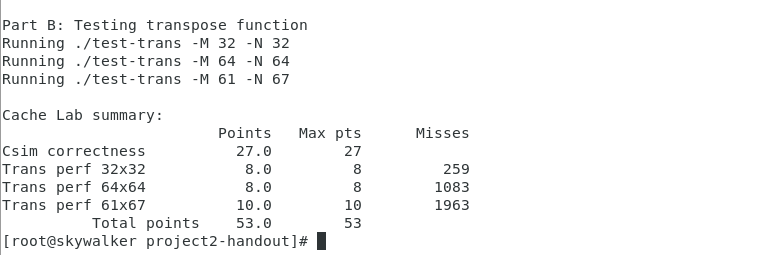 Part B: Testing transpose function
Running ./test-trans -M 32 -N 32
Running ./test-trans -M 64 -N 64
Running ./test-trans -M 61 -N 67
Cache Lab summary:
Points Max pts Misses
Csim correctness 27.0 27
Trans perf 32x32 8.0 8 259
Trans perf 64x64 8.0 8 1083
Trans perf 61x67 10.0 10 1963
Total points 53.0 53
[root@skywalker project2-handout]#